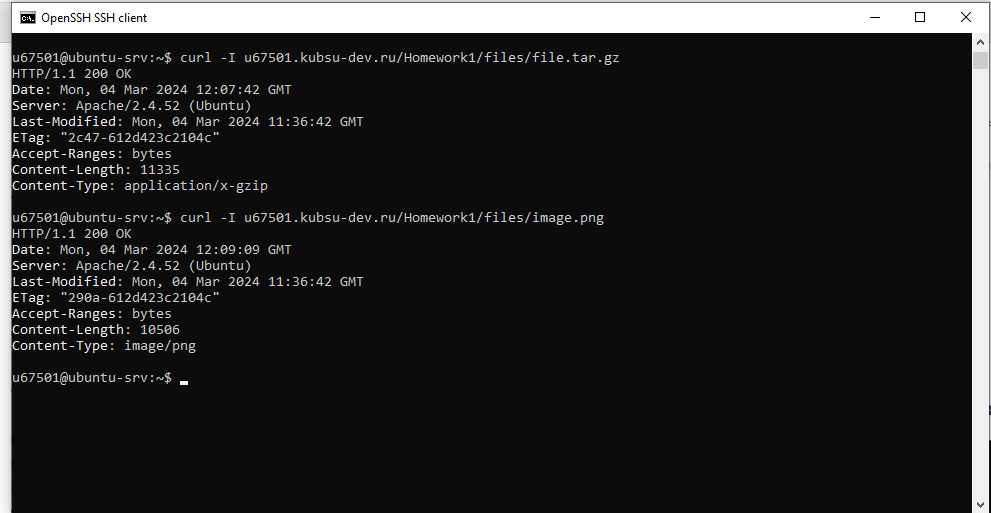 OpenSSH SSH client
u67501@ubuntu-srv:~$ curl -I u67501.kubsu-dev.ru/Homework1/files/file.tar.gz
HTTP/1.1 200 OK
Date: Mon, 04 Mar 2024 12:07:42 GMT
Server: Apache/2.4.52 (Ubuntu)
Last-Modified: Mon, 04 Mar 2024 11:36:42 GMT
ETag: "2c47-612d423c2104c"
Accept-Ranges: bytes
Content-Length: 11335
Content-Type: application/x-gzip
u67501@ubuntu-srv:~$ curl -I u67501.kubsu-dev.ru/Homework1/files/image.png
HTTP/1.1 200 OK
Date: Mon, 04 Mar 2024 12:09:09 GMT
Server: Apache/2.4.52 (Ubuntu)
Last-Modified: Mon, 04 Mar 2024 11:36:42 GMT
ETag: "290a-612d423c2104c"
Accept-Ranges: bytes
Content-Length: 10506
Content-Type: image/png
u67501@ubuntu-srv:~$